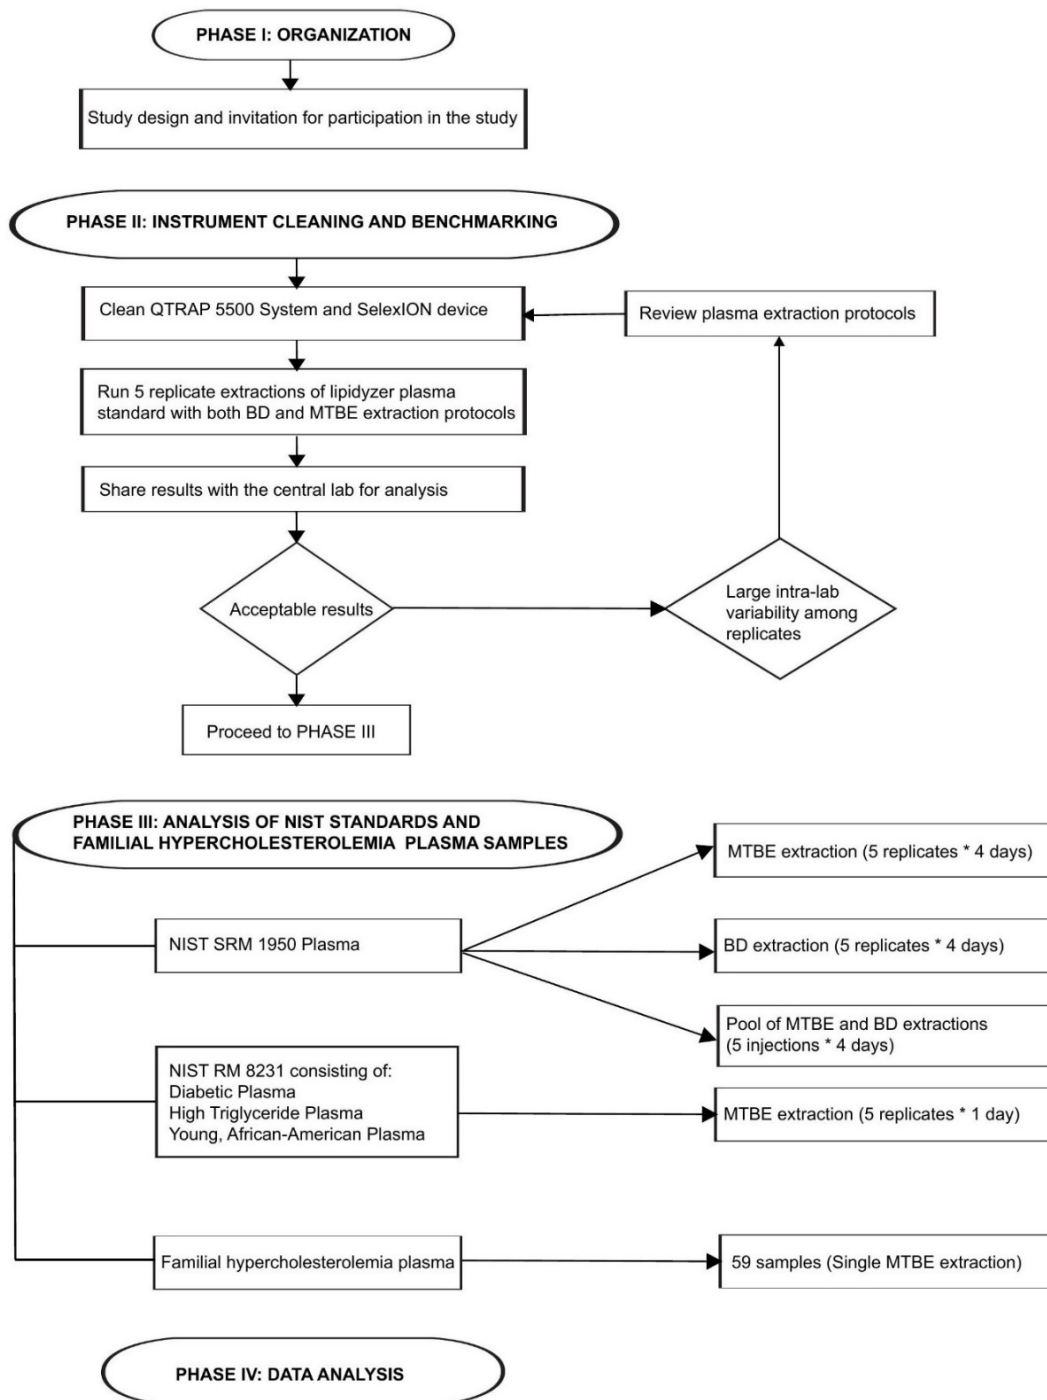 PHASE I: ORGANIZATION
Study design and invitation for participation in the study
PHASE II: INSTRUMENT CLEANING AND BENCHMARKING
Clean QTRAP 5500 System and SelexION device
Review plasma extraction protocols
Run 5 replicate extractions of lipidyzer plasma
standard with both BD and MTBE extraction protocols
Share results with the central lab for analysis
Acceptable results
Large intra-lab
variability among
replicates
Proceed to PHASE III
PHASE III: ANALYSIS OF NIST STANDARDS AND
FAMILIAL HYPERCHOLESTEROLEMIA PLASMA SAMPLES
MTBE extraction (5 replicates * 4 days)
NIST SRM 1950 Plasma
BD extraction (5 replicates * 4 days)
Pool of MTBE and BD extractions
(5 injections * 4 days)
NIST RM 8231 consisting of:
Diabetic Plasma
High Triglyceride Plasma
Young, African-American Plasma
MTBE extraction (5 replicates * 1 day)
Familial hypercholesterolemia plasma
59 samples (Single MTBE extraction)
PHASE IV: DATA ANALYSIS